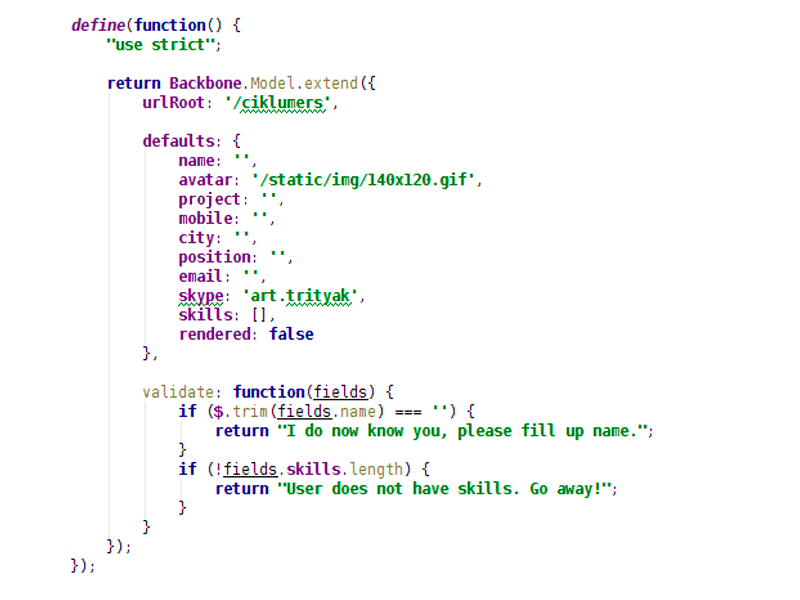 define(function() {
    "use strict";

    return Backbone.Model.extend({
        urlRoot: '/ciklumers',

        defaults: {
            name: '',
            avatar: '/static/img/140x120.gif',
            project: '',
            mobile: '',
            city: '',
            position: '',
            email: '',
            skype: 'art.trityak',
            skills: [],
            rendered: false
        },

        validate: function(fields) {
            if ($.trim(fields.name) === '') {
                return "I do now know you, please fill up name.";
            }
            if (!fields.skills.length) {
                return "User does not have skills. Go away!";
            }
        }
    });
});